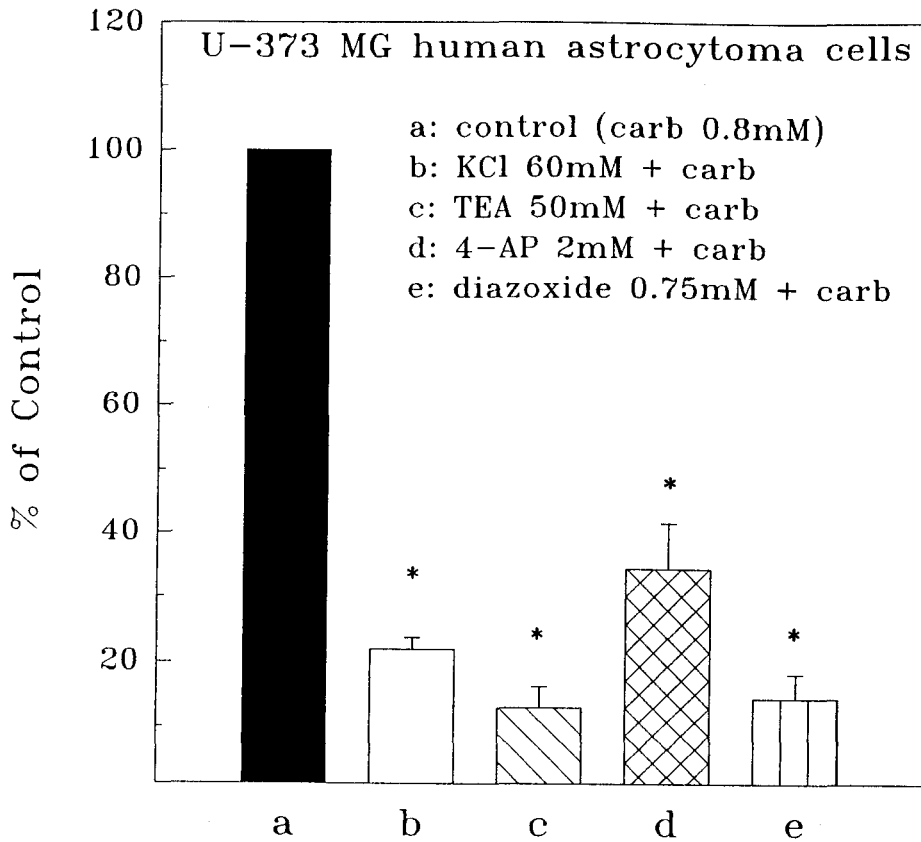 U-373 MG human astrocytoma cells
a: control (carb 0.8mM)
b: KCl 60mM + carb
c: TEA 50mM + carb
d: 4-AP 2mM + carb
e: diazoxide 0.75mM + carb
% of Control
120
100
80
60
40
20
*
*
*
*
a b c d e